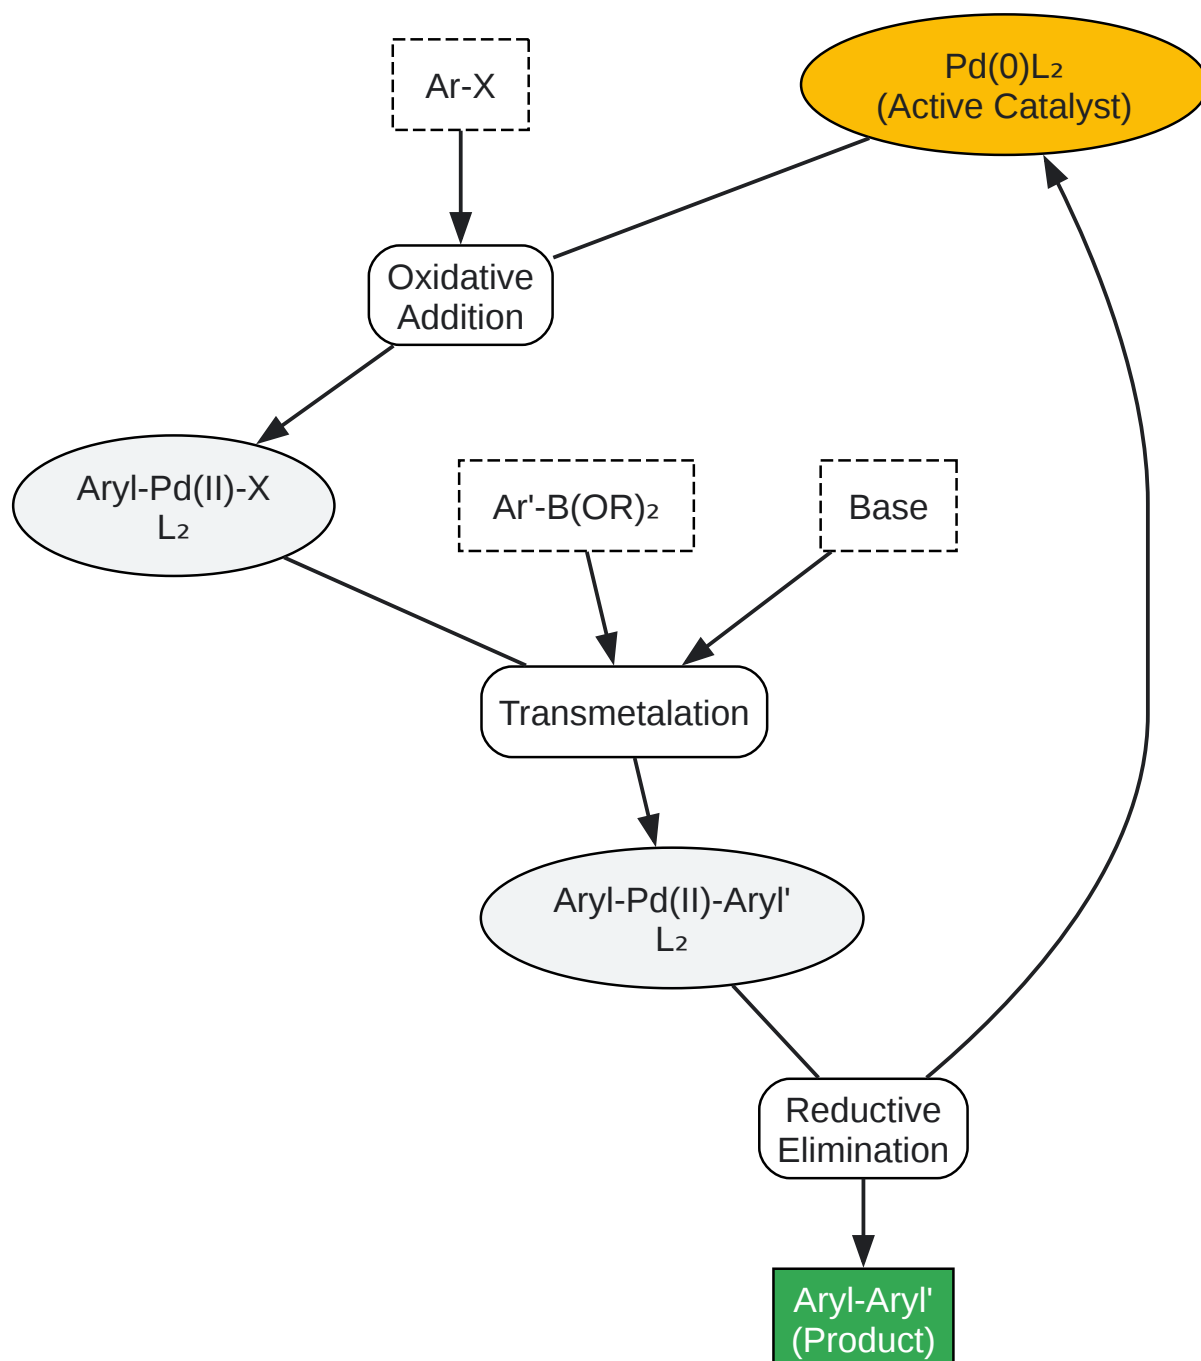 Ar-X
Pd(0)L₂
(Active Catalyst)
Oxidative
Addition
Aryl-Pd(II)-X
L₂
Ar'-B(OR)₂
Base
Transmetalation
Aryl-Pd(II)-Aryl'
L₂
Reductive
Elimination
Aryl-Aryl'
(Product)